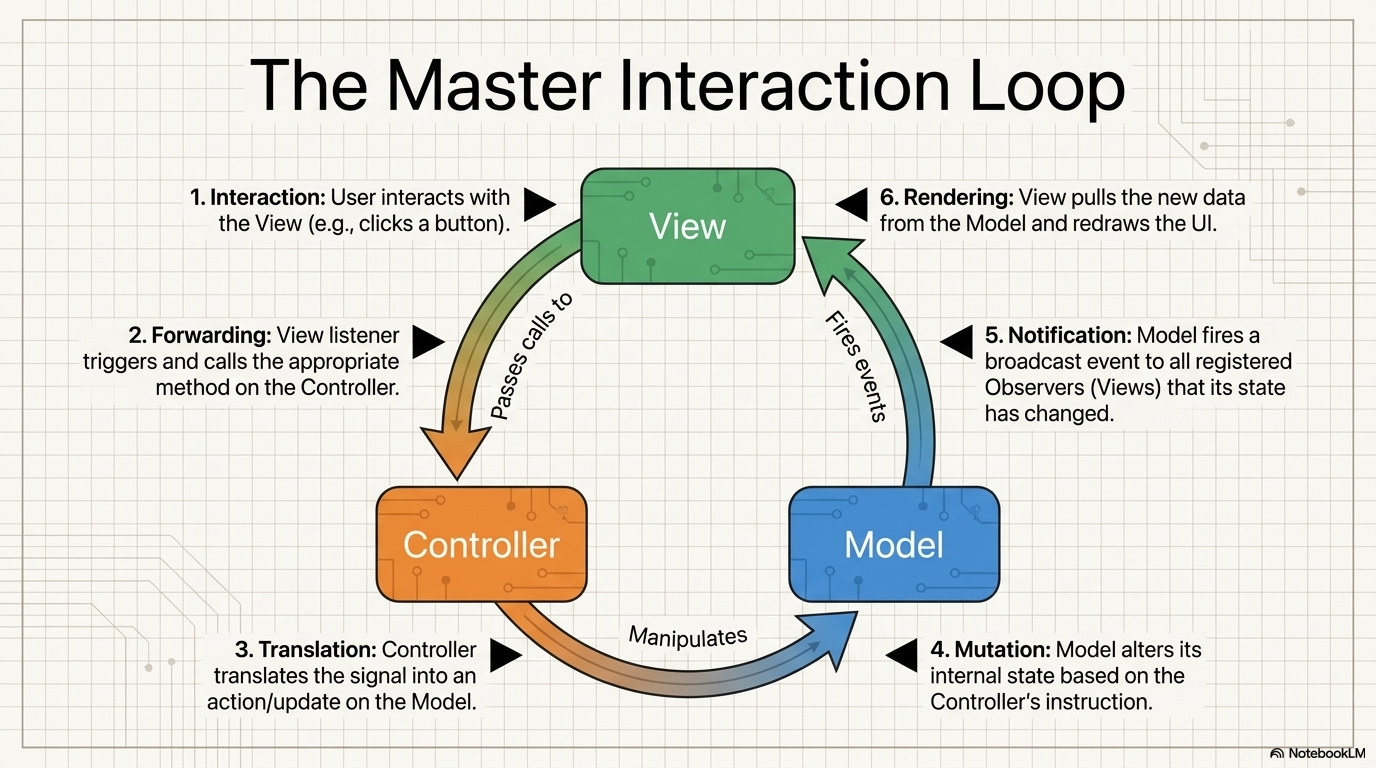 The Master Interaction Loop
1. Interaction: User interacts with
the View (e.g., clicks a button).
View
6. Rendering: View pulls the new data
from the Model and redraws the UI.
2. Forwarding: View listener
triggers and calls the appropriate
method on the Controller.
Passes calls to
Fires events
5. Notification: Model fires a
broadcast event to all registered
Observers (Views) that its state
has changed.
Controller
Model
3. Translation: Controller
translates the signal into an
action/update on the Model.
Manipulates
4. Mutation: Model alters its
internal state based on the
Controller's instruction.
NotebookLM